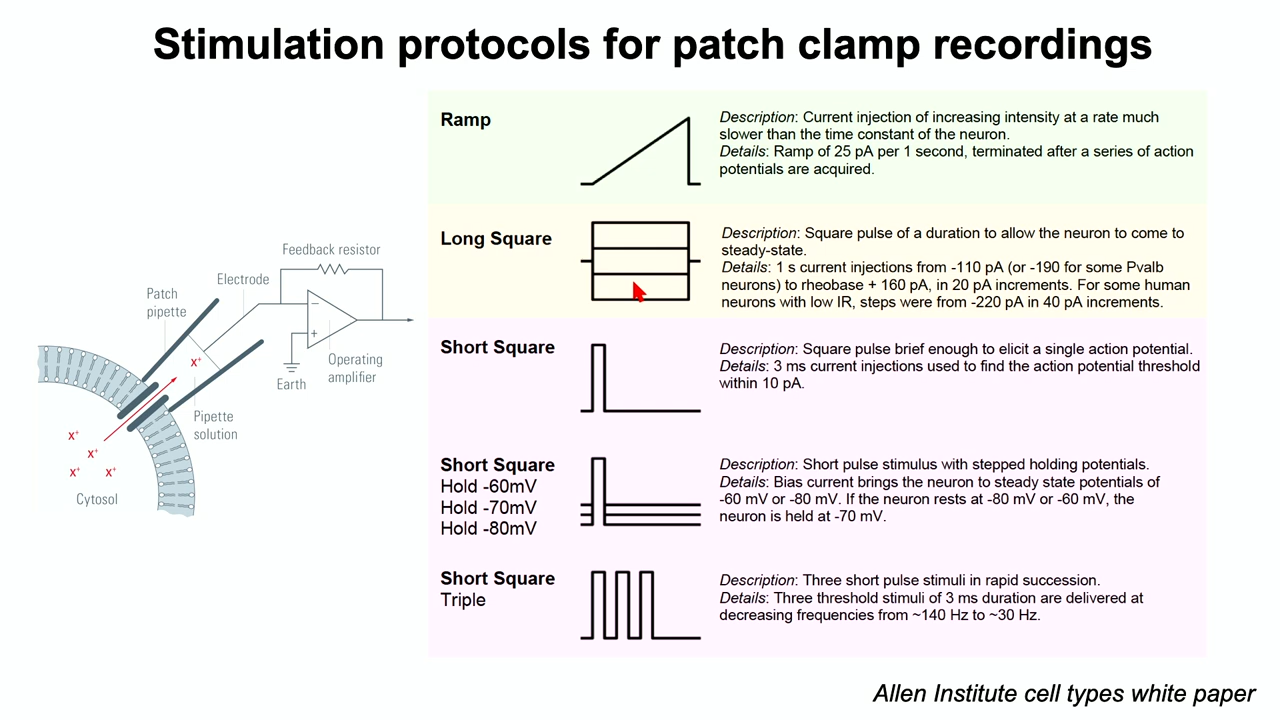 Stimulation protocols for patch clamp recordings
Feedback resistor
Electrode
Patch
pipette
−
+
Operating
amplifier
Earth
x⁺
Pipette
solution
x⁺
x⁺
x⁺
x⁺
Cytosol
Ramp
Description: Current injection of increasing intensity at a rate much
slower than the time constant of the neuron.
Details: Ramp of 25 pA per 1 second, terminated after a series of action
potentials are acquired.
Long Square
Description: Square pulse of a duration to allow the neuron to come to
steady-state.
Details: 1 s current injections from -110 pA (or -190 for some Pvalb
neurons) to rheobase + 160 pA, in 20 pA increments. For some human
neurons with low IR, steps were from -220 pA in 40 pA increments.
Short Square
Description: Square pulse brief enough to elicit a single action potential.
Details: 3 ms current injections used to find the action potential threshold
within 10 pA.
Short Square
Hold -60mV
Hold -70mV
Hold -80mV
Description: Short pulse stimulus with stepped holding potentials.
Details: Bias current brings the neuron to steady state potentials of
-60 mV or -80 mV. If the neuron rests at -80 mV or -60 mV, the
neuron is held at -70 mV.
Short Square
Triple
Description: Three short pulse stimuli in rapid succession.
Details: Three threshold stimuli of 3 ms duration are delivered at
decreasing frequencies from ~140 Hz to ~30 Hz.
Allen Institute cell types white paper